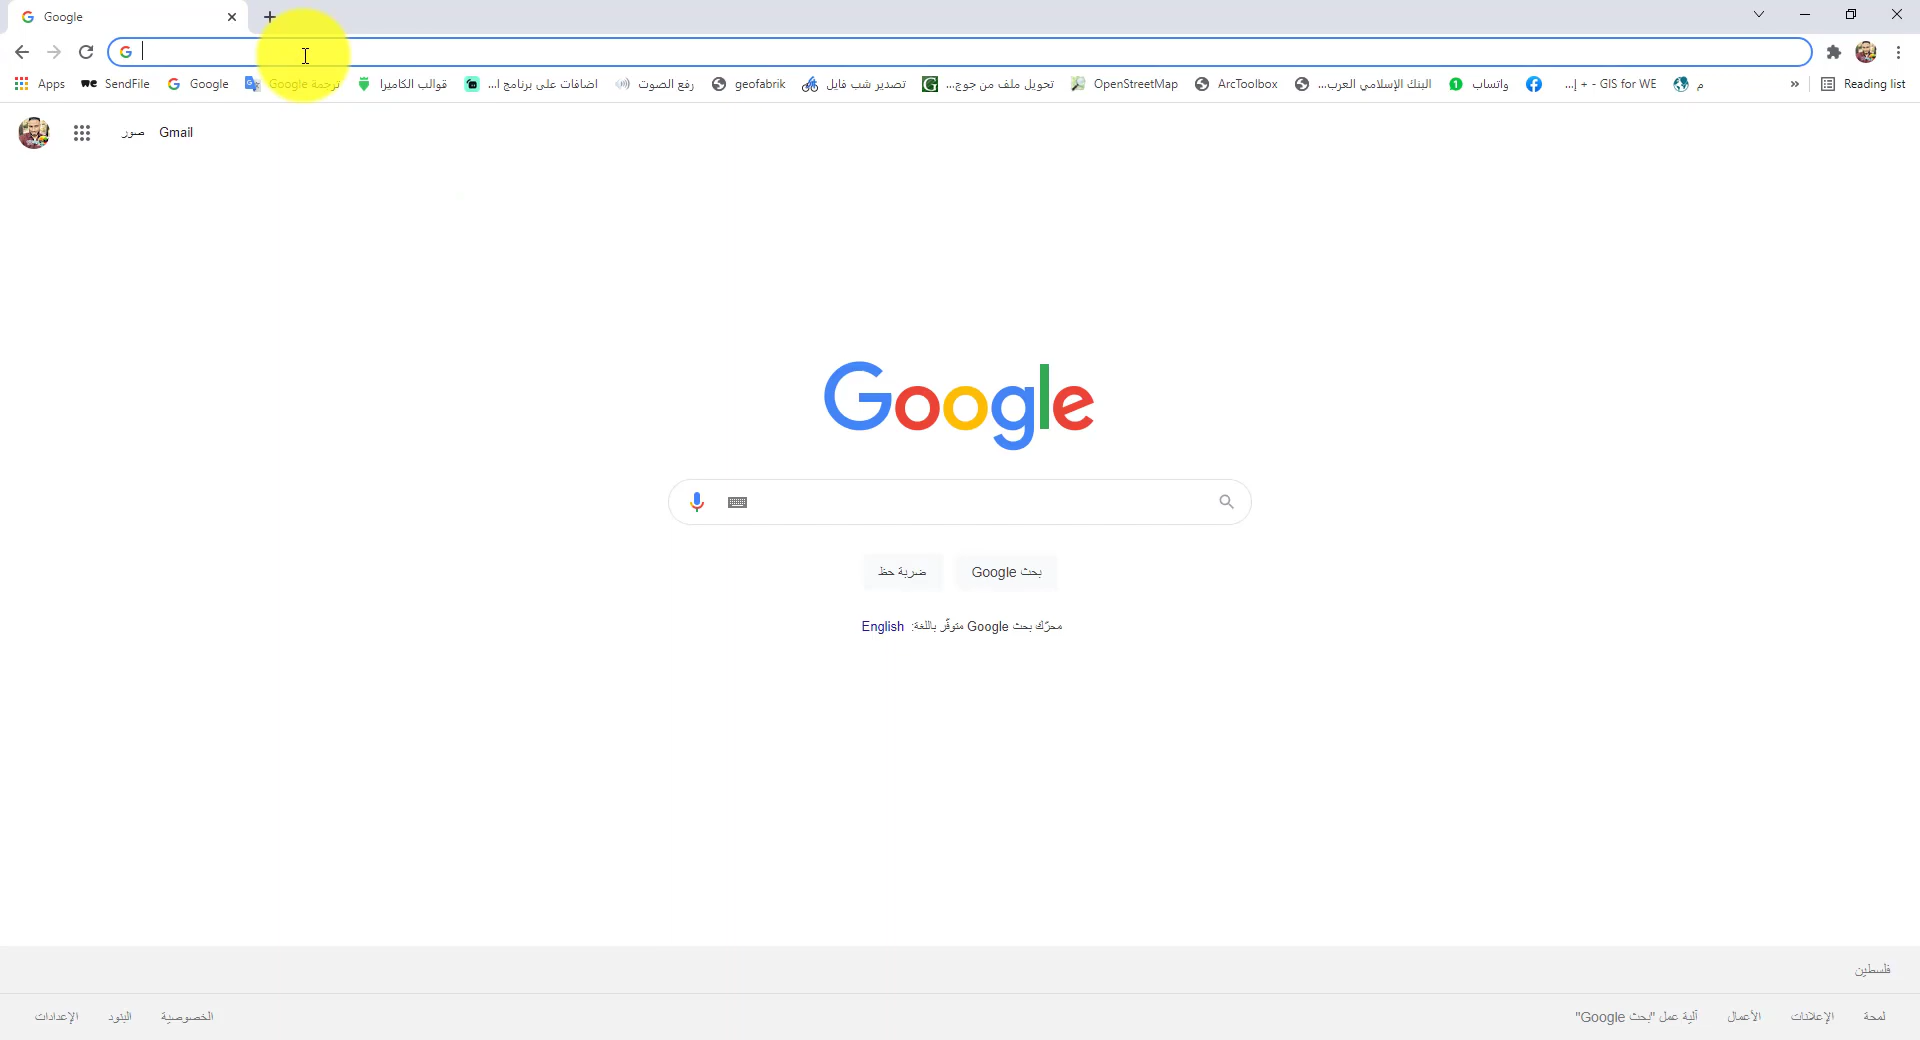 Google
Apps SendFile Google ترجمة Google قوالب الكاميرا اضافات على برنامج ا... رفع الصوت geofabrik تصدير شب فايل تحويل ملف من جوج... OpenStreetMap ArcToolbox البنك الإسلامي العرب... واتساب ...| + - GIS for WE م » Reading list
صور Gmail
Google
ضربة حظ بحث Google
محرّك بحث Google متوفّر باللغة: English
فلسطين
لمحة الإعلانات الأعمال آلية عمل "بحث Google" الخصوصية البنود الإعدادات